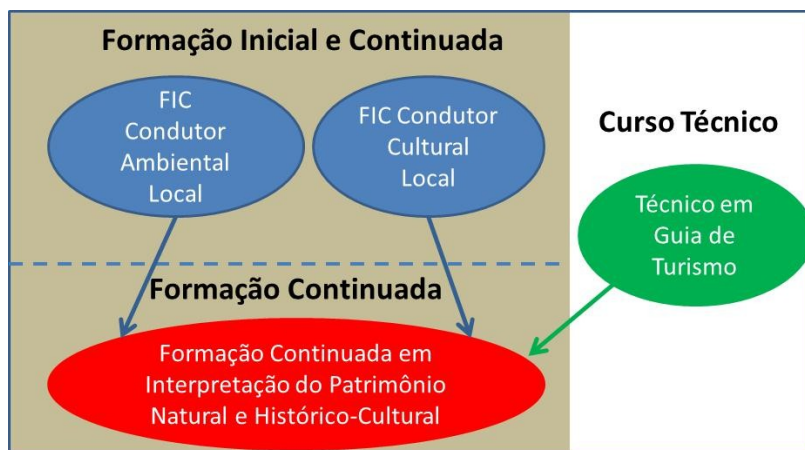 Formação Inicial e Continuada
FIC
Condutor
Ambiental
Local
FIC Condutor
Cultural
Local
Curso Técnico
Técnico em
Guia de
Turismo
Formação Continuada
Formação Continuada em
Interpretação do Patrimônio
Natural e Histórico-Cultural